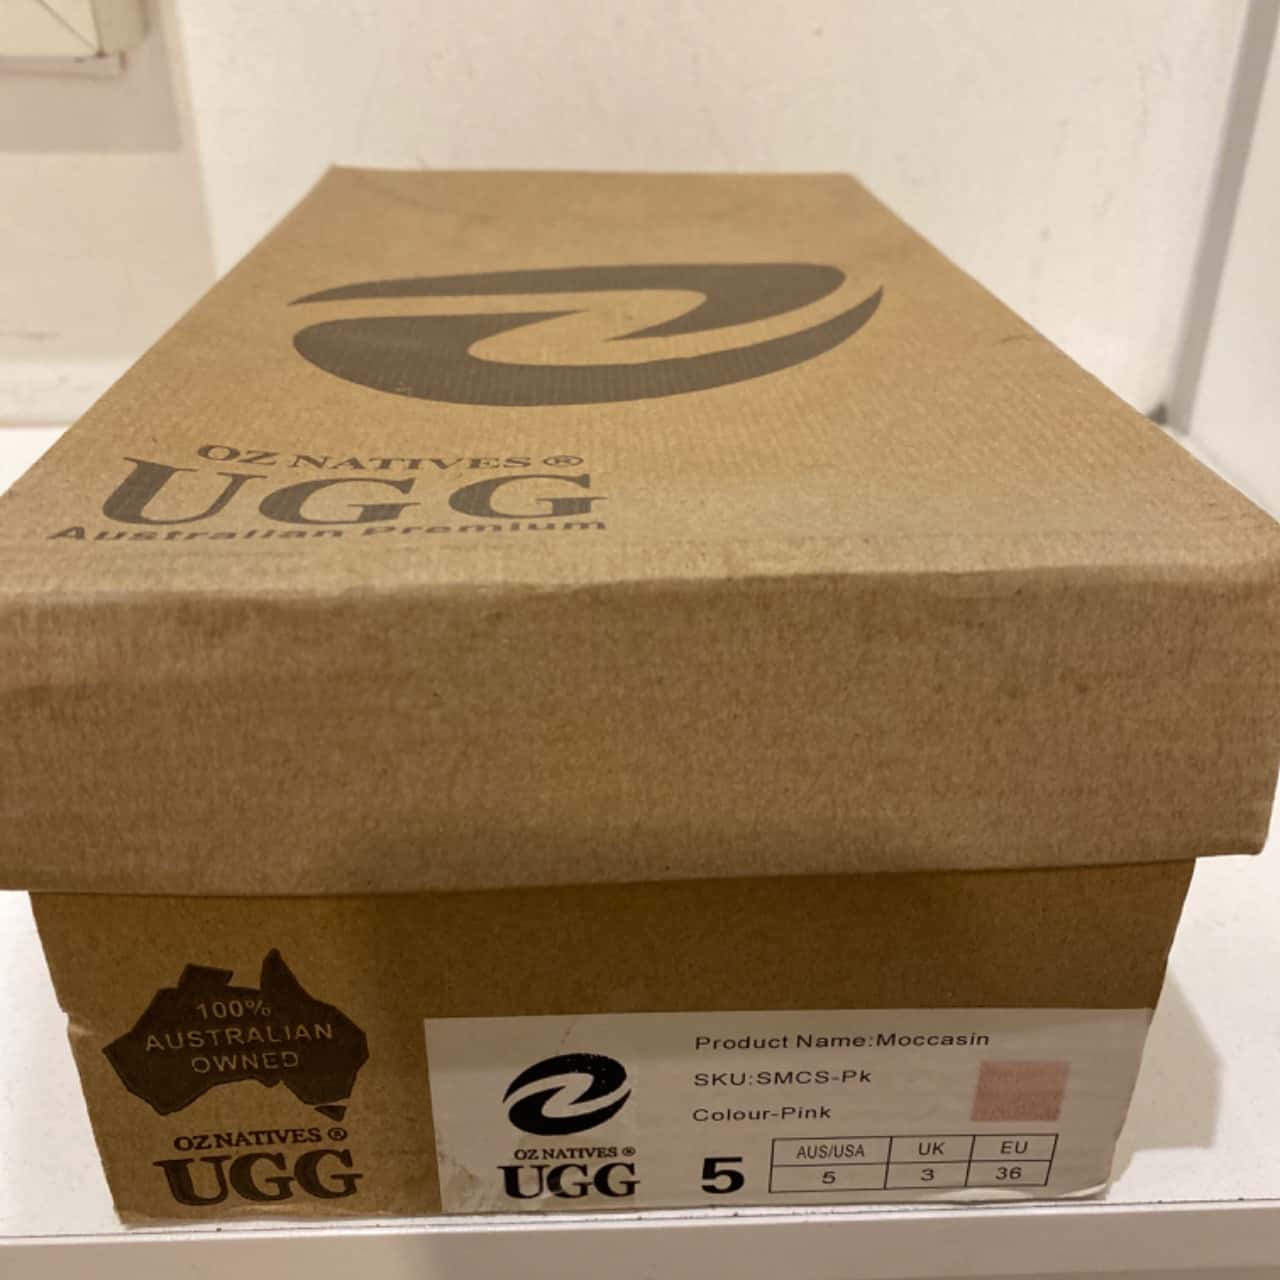 OZ NATIVES ®
UGG
Australian Premium
100%
AUSTRALIAN
OWNED
OZ NATIVES ®
UGG
OZ NATIVES ®
UGG
Product Name:Moccasin
SKU:SMCS-Pk
Colour-Pink
5
AUS/USA UK EU
5 3 36